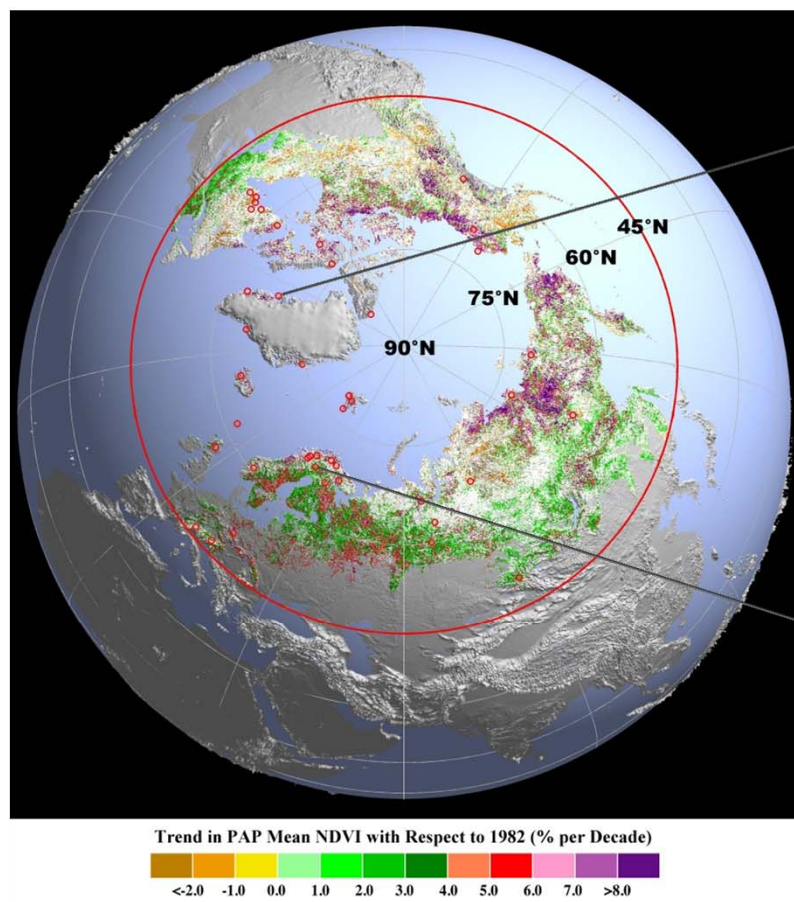 45°N
60°N
75°N
90°N
Trend in PAP Mean NDVI with Respect to 1982 (% per Decade)
<-2.0 -1.0 0.0 1.0 2.0 3.0 4.0 5.0 6.0 7.0 >8.0